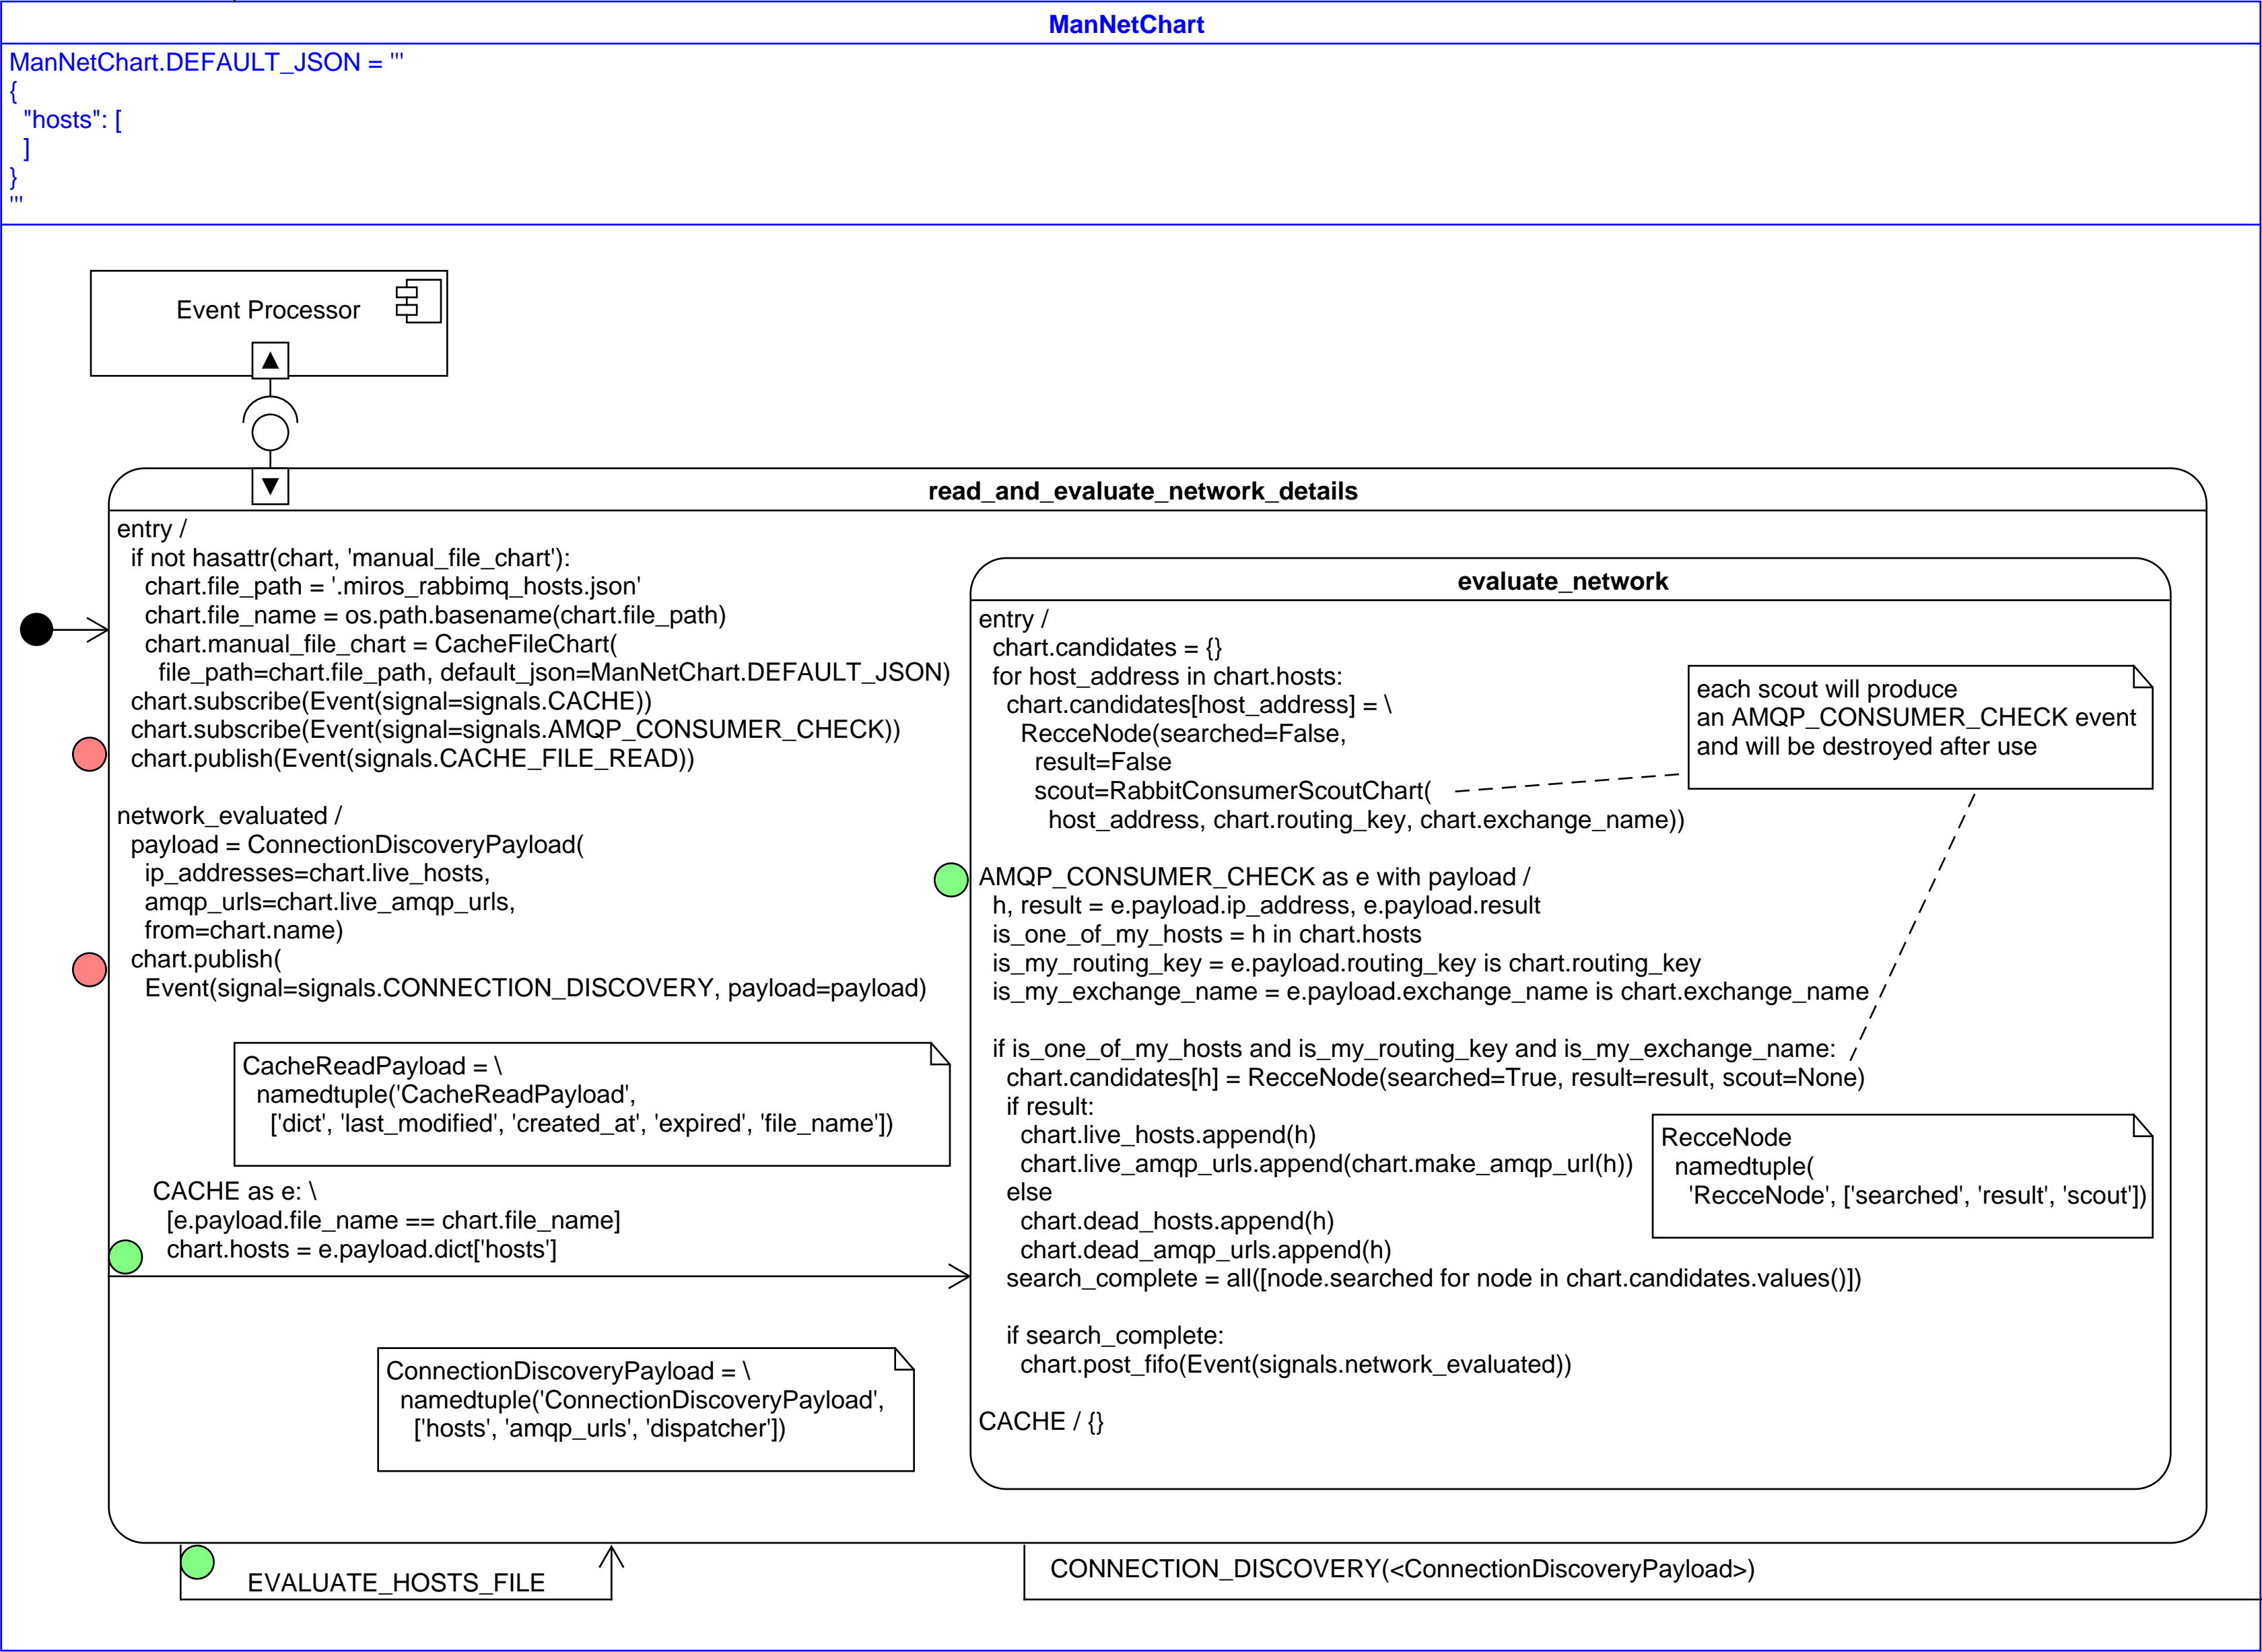 ManNetChart
ManNetChart.DEFAULT_JSON = '''
{
  "hosts": [
  ]
}
'''
Event Processor
read_and_evaluate_network_details
entry /
  if not hasattr(chart, 'manual_file_chart'):
    chart.file_path = '.miros_rabbimq_hosts.json'
    chart.file_name = os.path.basename(chart.file_path)
    chart.manual_file_chart = CacheFileChart(
      file_path=chart.file_path, default_json=ManNetChart.DEFAULT_JSON)
  chart.subscribe(Event(signal=signals.CACHE))
  chart.subscribe(Event(signal=signals.AMQP_CONSUMER_CHECK))
  chart.publish(Event(signals.CACHE_FILE_READ))
network_evaluated /
  payload = ConnectionDiscoveryPayload(
    ip_addresses=chart.live_hosts,
    amqp_urls=chart.live_amqp_urls,
    from=chart.name)
  chart.publish(
    Event(signal=signals.CONNECTION_DISCOVERY, payload=payload)
CacheReadPayload = \
  namedtuple('CacheReadPayload',
    ['dict', 'last_modified', 'created_at', 'expired', 'file_name'])
CACHE as e: \
  [e.payload.file_name == chart.file_name]
  chart.hosts = e.payload.dict['hosts']
ConnectionDiscoveryPayload = \
  namedtuple('ConnectionDiscoveryPayload',
    ['hosts', 'amqp_urls', 'dispatcher'])
evaluate_network
entry /
  chart.candidates = {}
  for host_address in chart.hosts:
    chart.candidates[host_address] = \
      RecceNode(searched=False,
        result=False
        scout=RabbitConsumerScoutChart(
          host_address, chart.routing_key, chart.exchange_name))
each scout will produce
an AMQP_CONSUMER_CHECK event
and will be destroyed after use
AMQP_CONSUMER_CHECK as e with payload /
  h, result = e.payload.ip_address, e.payload.result
  is_one_of_my_hosts = h in chart.hosts
  is_my_routing_key = e.payload.routing_key is chart.routing_key
  is_my_exchange_name = e.payload.exchange_name is chart.exchange_name
  if is_one_of_my_hosts and is_my_routing_key and is_my_exchange_name:
    chart.candidates[h] = RecceNode(searched=True, result=result, scout=None)
    if result:
      chart.live_hosts.append(h)
      chart.live_amqp_urls.append(chart.make_amqp_url(h))
    else
      chart.dead_hosts.append(h)
      chart.dead_amqp_urls.append(h)
    search_complete = all([node.searched for node in chart.candidates.values()])
    if search_complete:
      chart.post_fifo(Event(signals.network_evaluated))
CACHE / {}
RecceNode
  namedtuple(
    'RecceNode', ['searched', 'result', 'scout'])
EVALUATE_HOSTS_FILE
CONNECTION_DISCOVERY(<ConnectionDiscoveryPayload>)